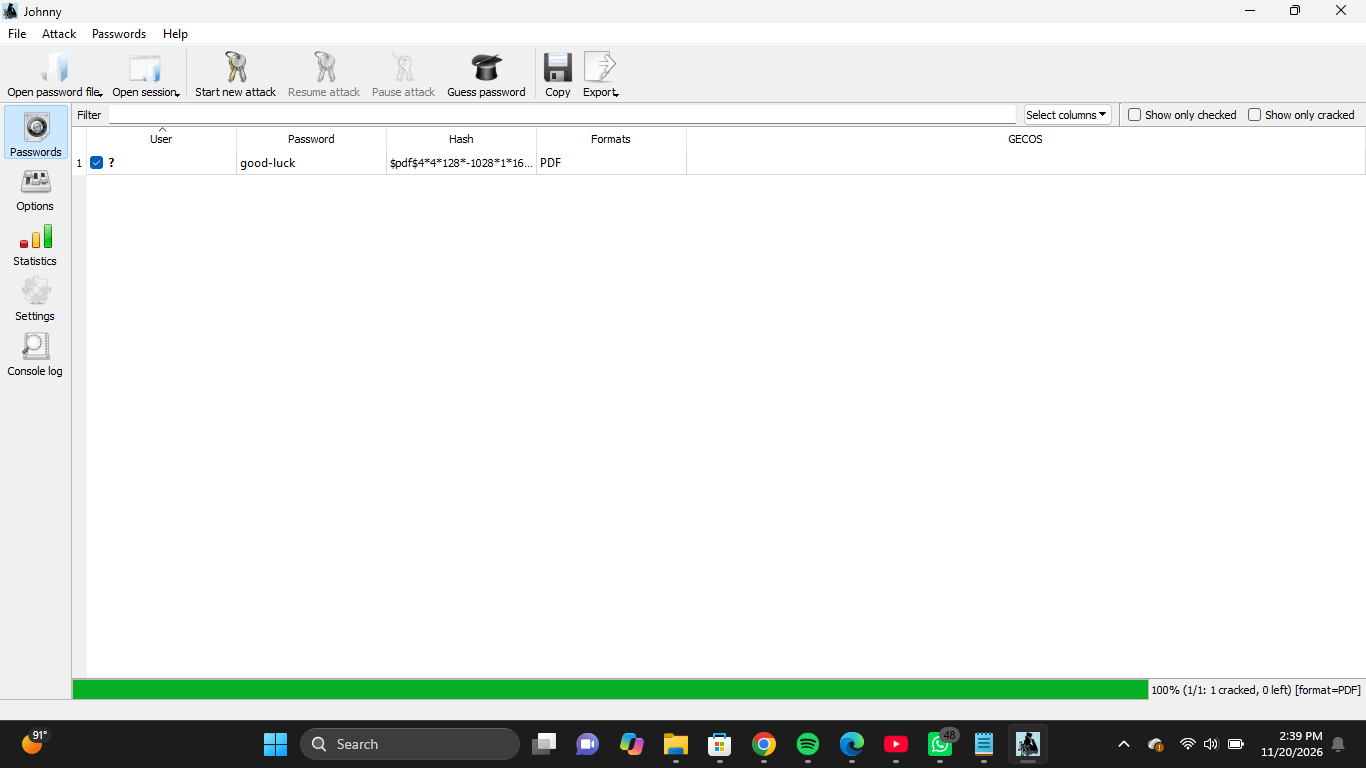 Johnny
File Attack Passwords Help
Open password file Open session Start new attack Resume attack Pause attack Guess password Copy Export
Passwords
Options
Statistics
Settings
Console log
Filter Select columns Show only checked Show only cracked
User Password Hash Formats GECOS
1 ? good-luck $pdf$4*4*128*-1028*1*16... PDF
100% (1/1: 1 cracked, 0 left) [format=PDF]
91°
Search
48
2:39 PM
11/20/2026